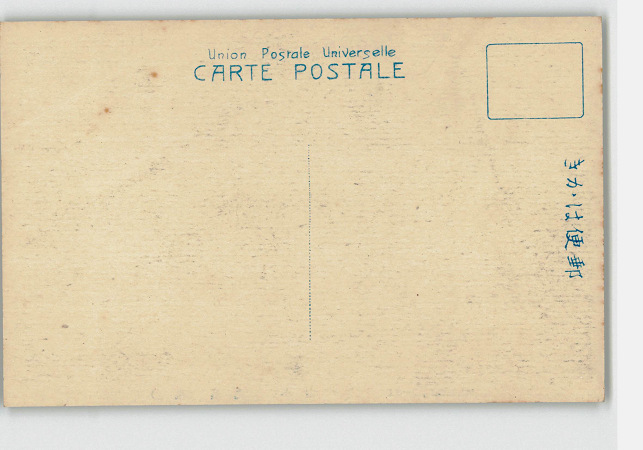 Union Postale Universelle
CARTE POSTALE
きか・は便郵